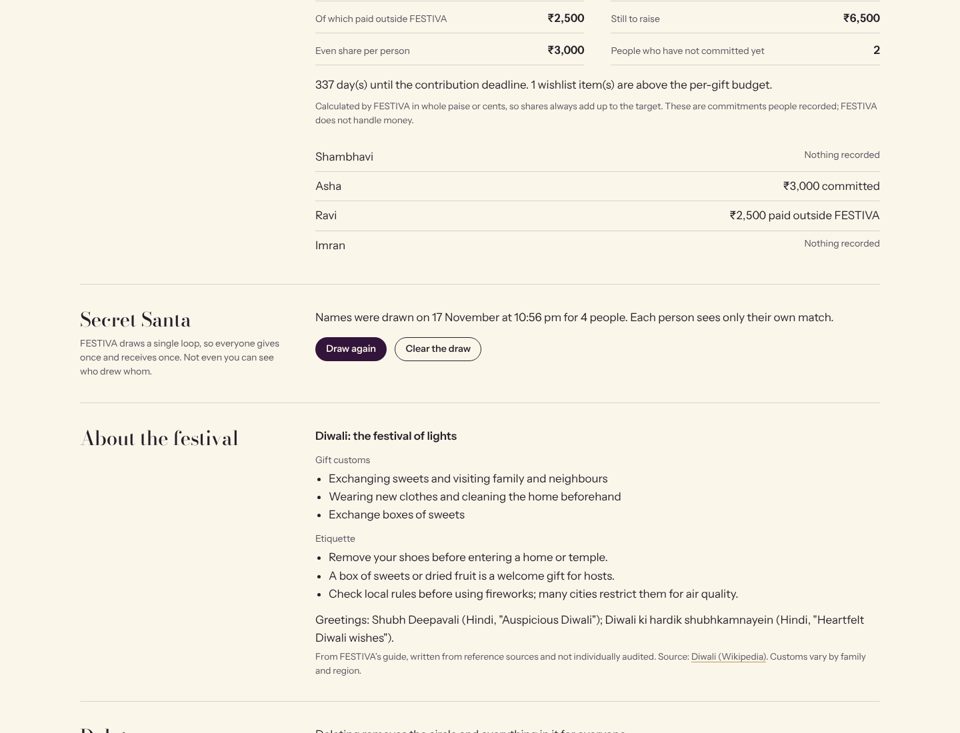 Of which paid outside FESTIVA ₹2,500
Still to raise ₹6,500
Even share per person ₹3,000
People who have not committed yet 2
337 day(s) until the contribution deadline. 1 wishlist item(s) are above the per-gift budget.
Calculated by FESTIVA in whole paise or cents, so shares always add up to the target. These are commitments people recorded; FESTIVA
does not handle money.
Shambhavi Nothing recorded
Asha ₹3,000 committed
Ravi ₹2,500 paid outside FESTIVA
Imran Nothing recorded
Secret Santa
FESTIVA draws a single loop, so everyone gives
once and receives once. Not even you can see
who drew whom.
Names were drawn on 17 November at 10:56 pm for 4 people. Each person sees only their own match.
Draw again Clear the draw
About the festival
Diwali: the festival of lights
Gift customs
• Exchanging sweets and visiting family and neighbours
• Wearing new clothes and cleaning the home beforehand
• Exchange boxes of sweets
Etiquette
• Remove your shoes before entering a home or temple.
• A box of sweets or dried fruit is a welcome gift for hosts.
• Check local rules before using fireworks; many cities restrict them for air quality.
Greetings: Shubh Deepavali (Hindi, "Auspicious Diwali"); Diwali ki hardik shubhkamnayein (Hindi, "Heartfelt
Diwali wishes").
From FESTIVA's guide, written from reference sources and not individually audited. Source: Diwali (Wikipedia). Customs vary by family
and region.